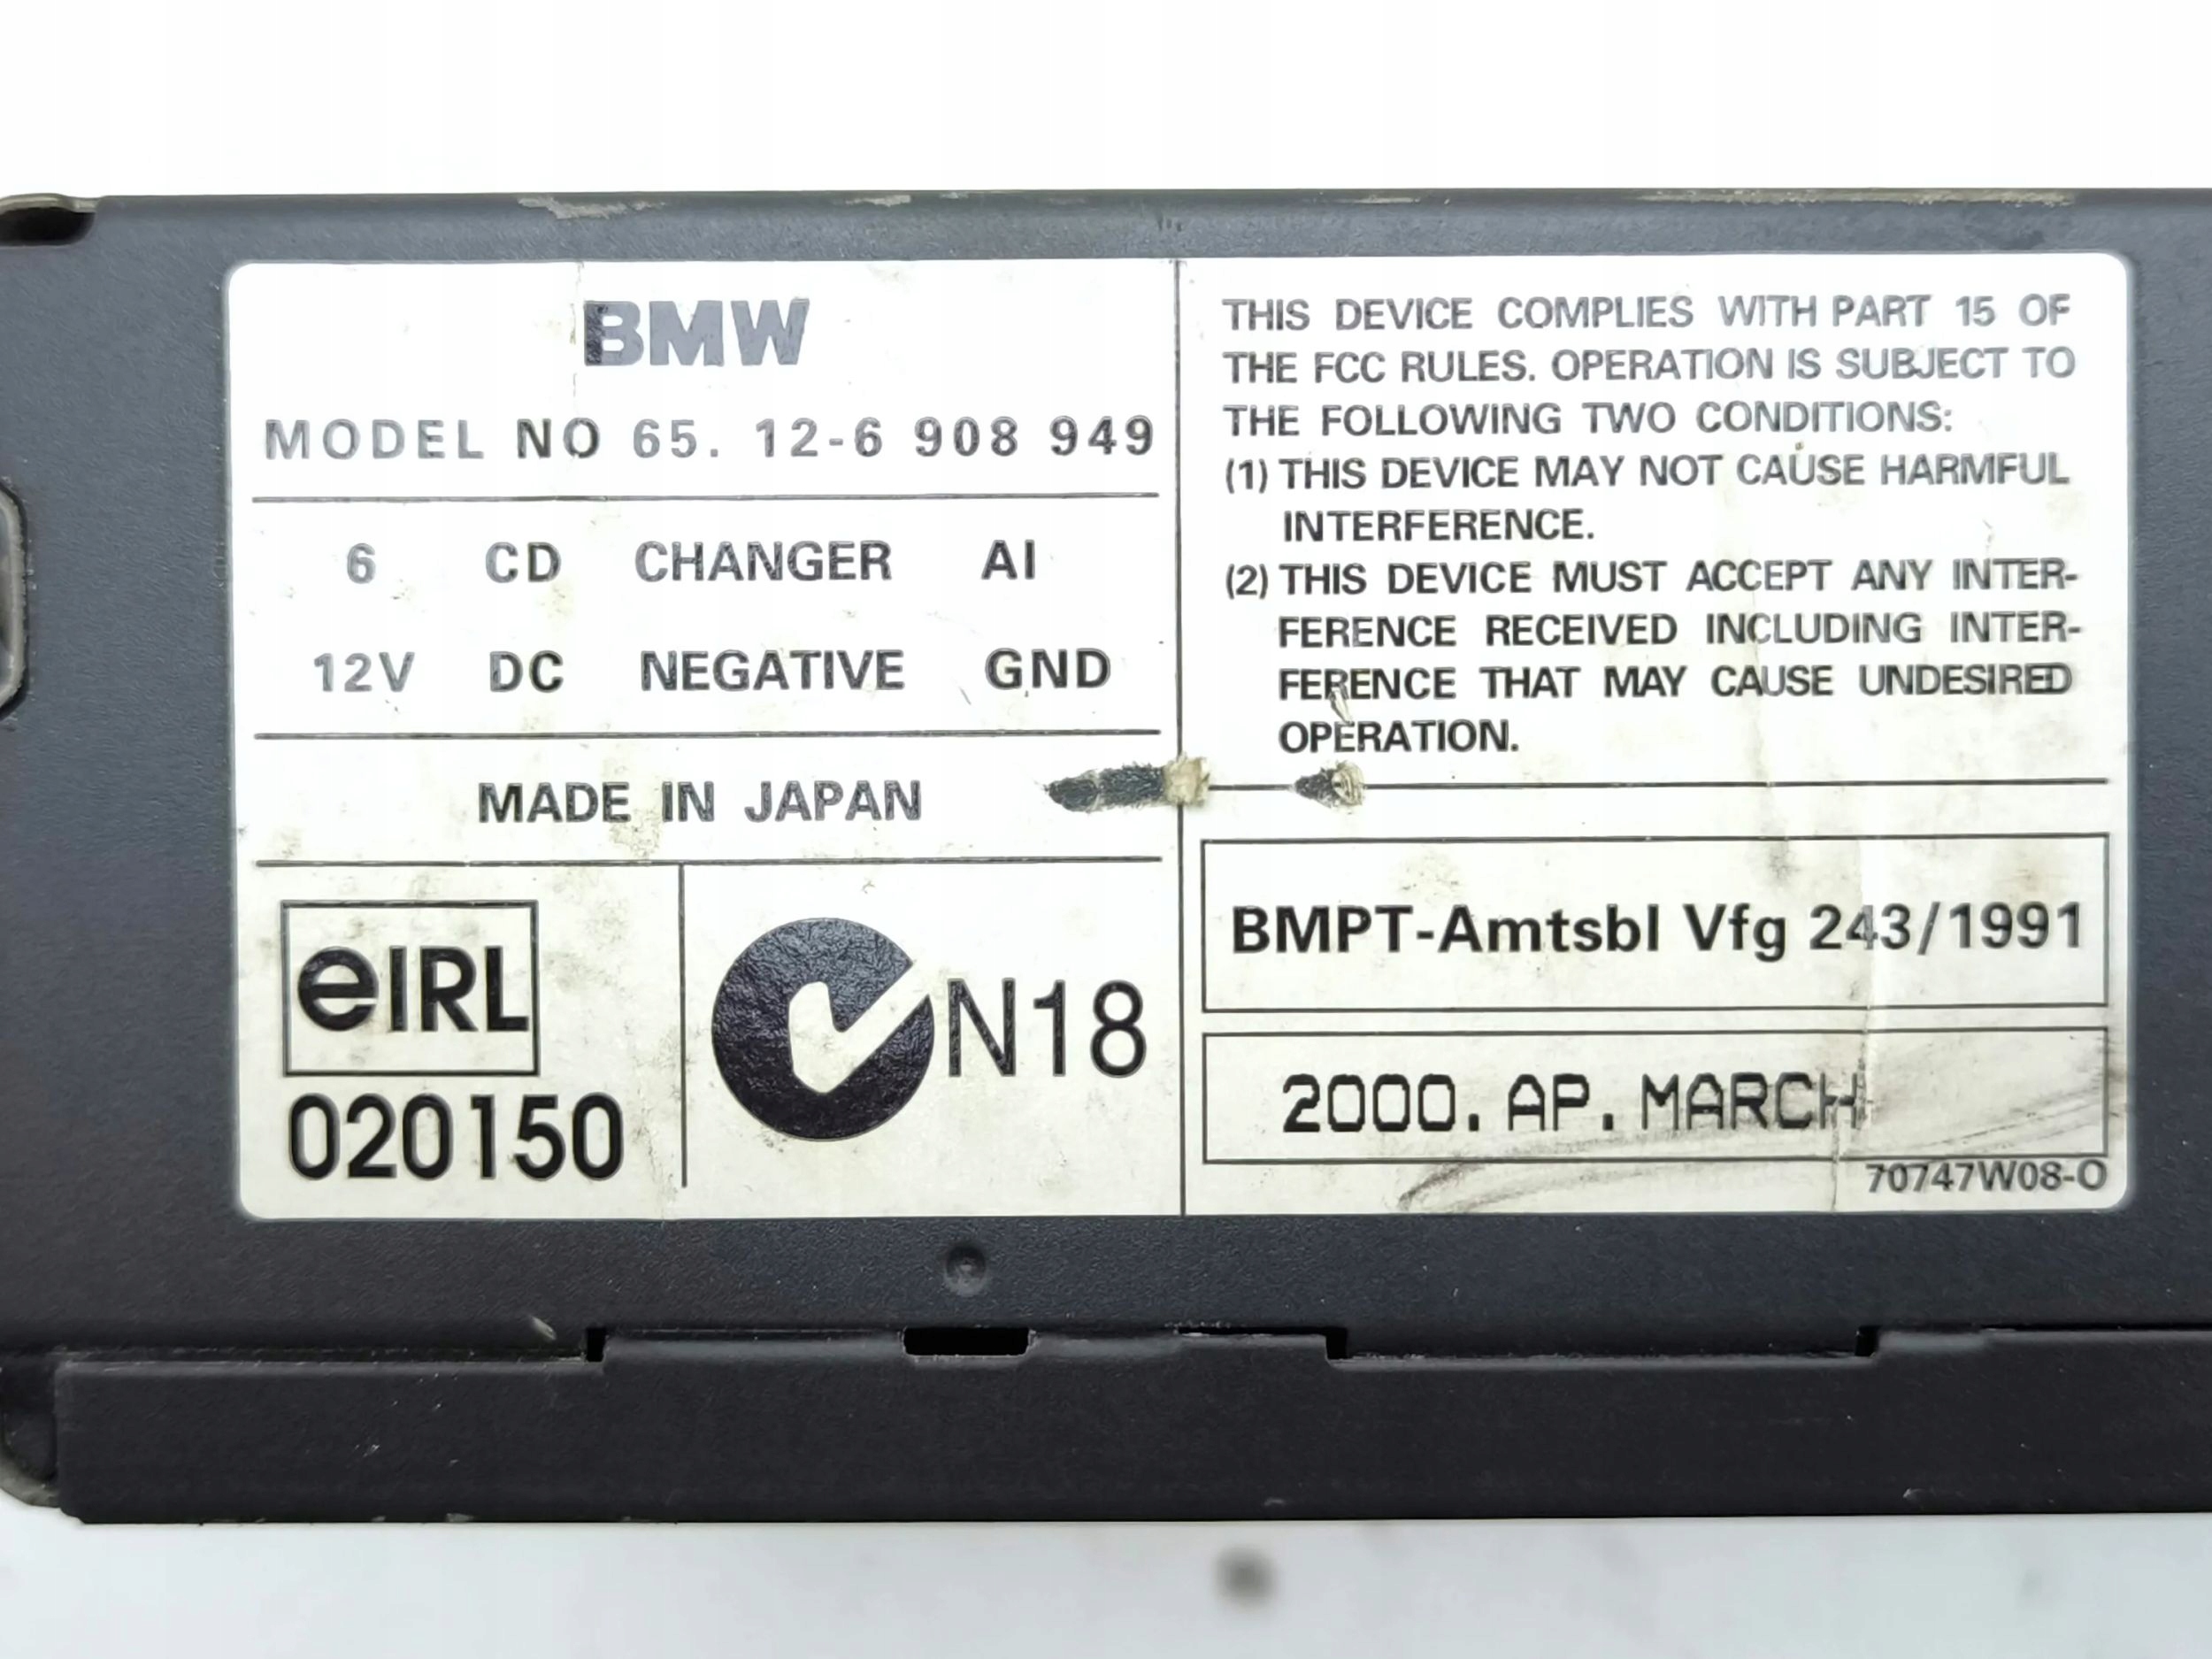 BMW
MODEL NO 65. 12-6 908 949
6 CD CHANGER AI
12V DC NEGATIVE GND
MADE IN JAPAN
eIRL
020150
N18
THIS DEVICE COMPLIES WITH PART 15 OF
THE FCC RULES. OPERATION IS SUBJECT TO
THE FOLLOWING TWO CONDITIONS:
(1) THIS DEVICE MAY NOT CAUSE HARMFUL
INTERFERENCE.
(2) THIS DEVICE MUST ACCEPT ANY INTER-
FERENCE RECEIVED INCLUDING INTER-
FERENCE THAT MAY CAUSE UNDESIRED
OPERATION.
BMPT-Amtsbl Vfg 243/1991
2000. AP. MARCH
70747W08-O